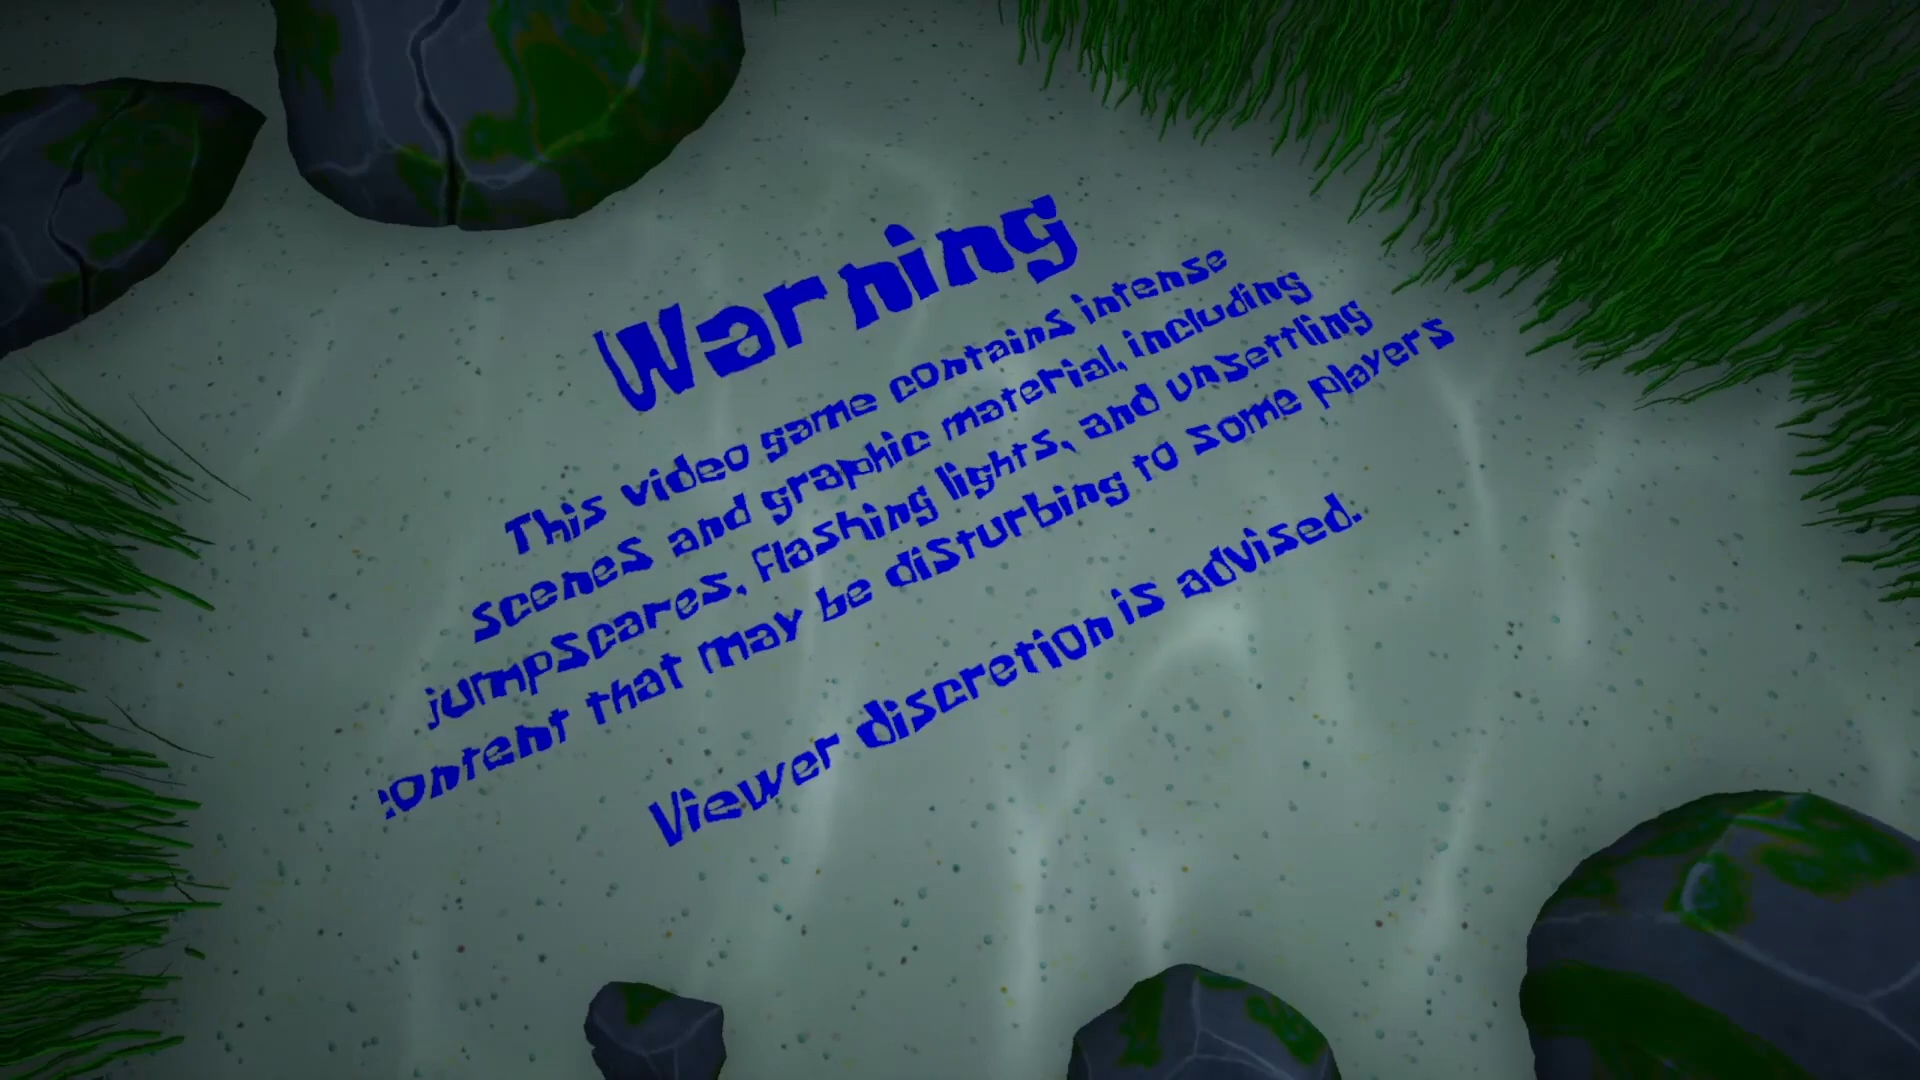 Warning
This video game contains intense
scenes and graphic material, including
jumpscares, flashing lights, and unsettling
content that may be disturbing to some players
Viewer discretion is advised.